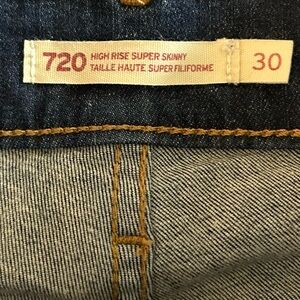 720 HIGH RISE SUPER SKINNY
TAILLE HAUTE SUPER FILIFORME
30